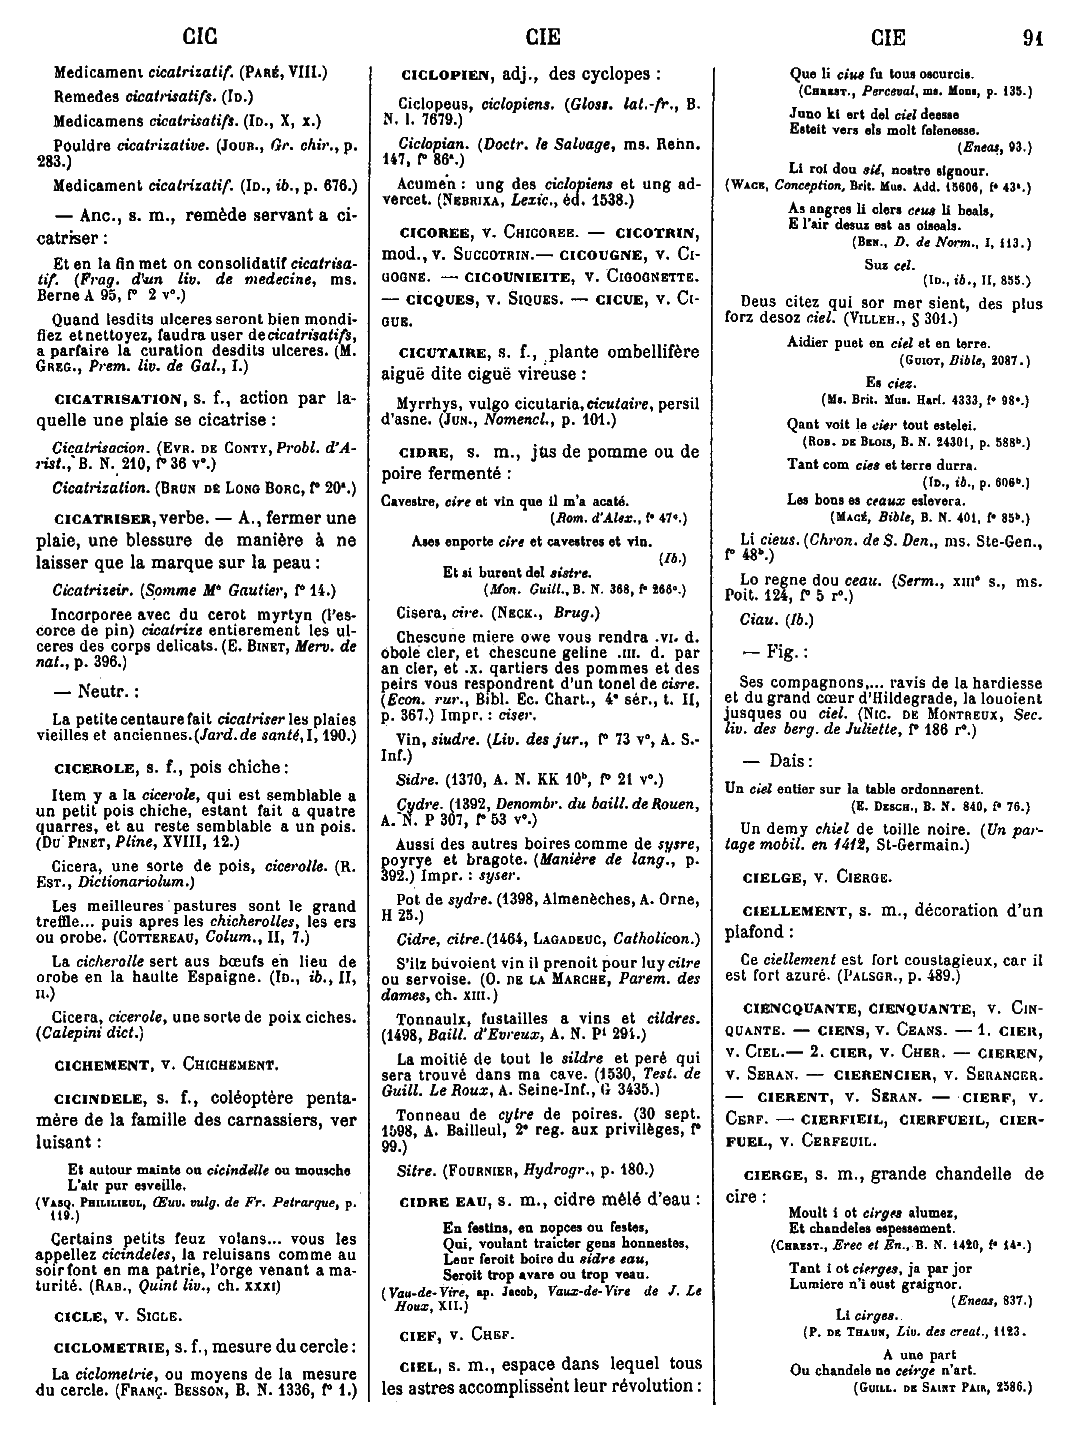 CIC
CIE
CIE
91
Medicament cicatrizatif. (PARÉ, VIII.)
Remedes cicatrisatifs. (ID.)
Medicamens cicatrisatifs. (ID., X, x.)
Pouldre cicatrizative. (JOUB., Gr. chir., p.
283.)
Medicament cicatrizatif. (ID., ib., p. 676.)
— Anc., s. m., remède servant a ci-
catriser :
Et en la fin met on consolidatif cicatrisa-
tif. (Frag. d'un liv. de medecine, ms.
Berne A 95, f° 2 v°.)
Quand lesdits ulceres seront bien mondi-
fiez et nettoyez, faudra user de cicatrisatifs,
a parfaire la curation desdits ulceres. (M.
GREG., Prem. liv. de Gal., I.)
CICATRISATION, s. f., action par la-
quelle une plaie se cicatrise :
Cicatrisacion. (EVR. DE CONTY, Probl. d'A-
rist., B. N. 210, f° 36 v°.)
Cicatrization. (BRUN DE LONG BORC, f° 20ª.)
CICATRISER, verbe. — A., fermer une
plaie, une blessure de manière à ne
laisser que la marque sur la peau :
Cicatrizeir. (Somme Mᵉ Gautier, f° 14.)
Incorporee avec du cerot myrtyn (l'es-
corce de pin) cicatrize entierement les ul-
ceres des corps delicats. (E. BINET, Merv. de
nat., p. 396.)
— Neutr. :
La petite centaure fait cicatriser les plaies
vieilles et anciennes. (Jard. de santé, I, 190.)
CICEROLE, s. f., pois chiche :
Item y a la cicerole, qui est semblable a
un petit pois chiche, estant fait a quatre
quarres, et au reste semblable a un pois.
(DU PINET, Pline, XVIII, 12.)
Cicera, une sorte de pois, cicerolle. (R.
EST., Dictionariolum.)
Les meilleures pastures sont le grand
treffle... puis apres les chicherolles, les ers
ou orobe. (COTTEREAU, Colum., II, 7.)
La cicherolle sert aus bœufs en lieu de
orobe en la haulte Espaigne. (ID., ib., II,
II.)
Cicera, cicerole, une sorte de poix ciches.
(Calepini dict.)
CICHEMENT, V. CHICHEMENT.
CICINDELE, s. f., coléoptère penta-
mère de la famille des carnassiers, ver
luisant :
Et autour mainte ou cicindelle ou mousche
L'air pur esveille.
(VASQ. PHILILIEUL, Œuv. vulg. de Fr. Petrarque, p.
119.)
Certains petits feuz volans... vous les
appellez cicindeles, la reluisans comme au
soir font en ma patrie, l'orge venant a ma-
turité. (RAB., Quint liv., ch. XXXI)
CICLE, V. SIGLE.
CICLOMETRIE, s. f., mesure du cercle :
La ciclometrie, ou moyens de la mesure
du cercle. (FRANÇ. BESSON, B. N. 1336, f° 1.)
CICLOPIEN, adj., des cyclopes :
Ciclopeus, ciclopiens. (Gloss. lat.-fr., B.
N. l. 7679.)
Ciclopian. (Doctr. le Salvage, ms. Renn.
147, f° 86ª.)
Acumen : ung des ciclopiens et ung ad-
vercet. (NEBRIXA, Lexic., éd. 1538.)
CICOREE, V. CHICOREE. — CICOTRIN,
mod., V. SUCCOTRIN. — CICOUGNE, V. CI-
GOGNE. — CICOUNIEITE, V. CIGOGNETTE.
— CICQUES, V. SIQUES. — CICUE, V. CI-
GUE.
CICUTAIRE, s. f., plante ombellifère
aiguë dite ciguë vireuse :
Myrrhys, vulgo cicutaria, cicutaire, persil
d'asne. (JUN., Nomencl., p. 101.)
CIDRE, s. m., jus de pomme ou de
poire fermenté :
Cavestre, cire et vin que il m'a acaté.
(Rom. d'Alex., f° 47ᶜ.)
Ases enporte cire et cavestres et vin.
(Ib.)
Et si burent del sistre.
(Mon. Guill., B. N. 368, f° 266ᶜ.)
Cisera, cire. (NECK., Brug.)
Chescune miere owe vous rendra .VI. d.
obole cler, et chescune geline .III. d. par
an cler, et .X. qartiers des pommes et des
peirs vous respondrent d'un tonel de cisre.
(Econ. rur., Bibl. Ec. Chart., 4ᵉ sér., t. II,
p. 367.) Impr. : ciser.
Vin, siudre. (Liv. des jur., f° 73 v°, A. S.-
Inf.)
Sidre. (1370, A. N. KK 10ᵇ, f° 21 v°.)
Cydre. (1392, Denombr. du baill. de Rouen,
A. N. P 307, f° 53 v°.)
Aussi des autres boires comme de sysre,
poyrye et bragote. (Manière de lang., p.
392.) Impr. : syser.
Pot de sydre. (1398, Almenèches, A. Orne,
H 25.)
Cidre, citre. (1464, LAGADEUC, Catholicon.)
S'ilz buvoient vin il prenoit pour luy citre
ou servoise. (O. DE LA MARCHE, Parem. des
dames, ch. XIII.)
Tonnaulx, fustailles a vins et cildres.
(1498, Baill. d'Evreux, A. N. P¹ 291.)
La moitié de tout le sildre et peré qui
sera trouvé dans ma cave. (1530, Test. de
Guill. Le Roux, A. Seine-Inf., G 3435.)
Tonneau de cytre de poires. (30 sept.
1598, A. Bailleul, 2ᵉ reg. aux privilèges, f°
99.)
Sitre. (FOURNIER, Hydrogr., p. 180.)
CIDRE EAU, s. m., cidre mêlé d'eau :
En festins, en nopces ou festes,
Qui, voulant traicter gens honnestes,
Leur feroit boire du sidre eau,
Seroit trop avare ou trop veau.
(Vau-de-Vire, ap. Jacob, Vaux-de-Vire de J. Le
Houx, XII.)
CIEF, V. CHEF.
CIEL, s. m., espace dans lequel tous
les astres accomplissent leur révolution :
Que li cius fu tous oscurcis.
(CHREST., Perceval, ms. Mons, p. 135.)
Juno ki ert del ciel deesse
Esteit vers els molt felenesse.
(Eneas, 93.)
Li roi dou siel, nostre signour.
(WACE, Conception, Brit. Mus. Add. 15606, f° 43ᵃ.)
As angres li clers ceus li beals,
E l'air desuz est as oiseals.
(BEN., D. de Norm., I, 113.)
Suz cel.
(ID., ib., II, 855.)
Deus citez qui sor mer sient, des plus
forz desoz ciel. (VILLEH., § 301.)
Aidier puet en ciel et en terre.
(GUIOT, Bible, 2087.)
Es ciez.
(Ms. Brit. Mus. Harl. 4333, f° 98ᵃ.)
Qant voit le cier tout estelei.
(ROB. DE BLOIS, B. N. 24301, p. 588ᵇ.)
Tant com cies et terre durra.
(ID., ib., p. 606ᵇ.)
Les bons es ceaux eslevera.
(MACÉ, Bible, B. N. 401, f° 85ᵇ.)
Li cieus. (Chron. de S. Den., ms. Ste-Gen.,
f° 48ᵇ.)
Lo regne dou ceau. (Serm., XIIIᵉ s., ms.
Poit. 124, f° 5 r°.)
Ciau. (Ib.)
— Fig. :
Ses compagnons,... ravis de la hardiesse
et du grand cœur d'Hildegrade, la louoient
jusques ou ciel. (NIC. DE MONTREUX, Sec.
liv. des berg. de Juliette, f° 186 r°.)
— Dais :
Un ciel entier sur la table ordonnerent.
(E. DESCH., B. N. 840, f° 76.)
Un demy chiel de toille noire. (Un par-
tage mobil. en 1412, St-Germain.)
CIELGE, V. CIERGE.
CIELLEMENT, s. m., décoration d'un
plafond :
Ce ciellement est fort coustagieux, car il
est fort azuré. (PALSGR., p. 489.)
CIENCQUANTE, CIENQUANTE, V. CIN-
QUANTE. — CIENS, V. CEANS. — 1. CIER,
V. CIEL. — 2. CIER, V. CHER. — CIEREN,
V. SERAN. — CIERENCIER, V. SERANCER.
— CIERENT, V. SERAN. — CIERF, V.
CERF. — CIERFIEIL, CIERFUEIL, CIER-
FUEL, V. CERFEUIL.
CIERGE, s. m., grande chandelle de
cire :
Moult i ot cirges alumez,
Et chandeles espessement.
(CHREST., Erec et En., B. N. 1420, f° 14ᵃ.)
Tant i ot cierges, ja par jor
Lumiere n'i eust graignor.
(Eneas, 837.)
Li cirges.
(P. DE THAUN, Liv. des creat., 1123.
A une part
Ou chandele ne ceirge n'art.
(GUILL. DE SAINT PAIR, 2586.)